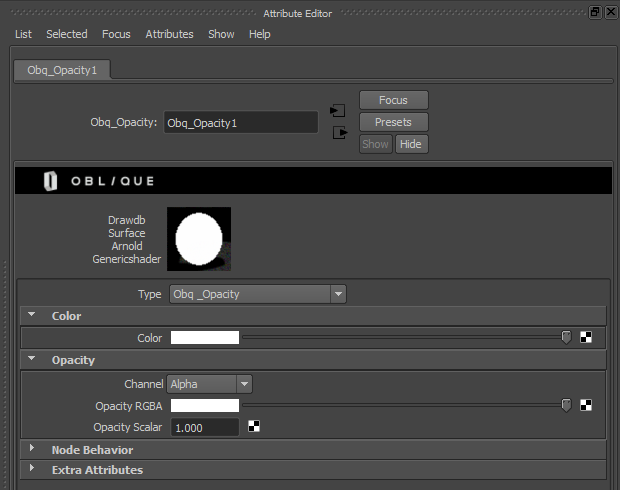 Attribute Editor
List Selected Focus Attributes Show Help
Obq_Opacity1
Focus
Obq_Opacity: Obq_Opacity1
Presets
Show Hide
OBL/QUE
Drawdb
Surface
Arnold
Genericshader
Type Obq _Opacity
Color
Color
Opacity
Channel Alpha
Opacity RGBA
Opacity Scalar 1.000
Node Behavior
Extra Attributes